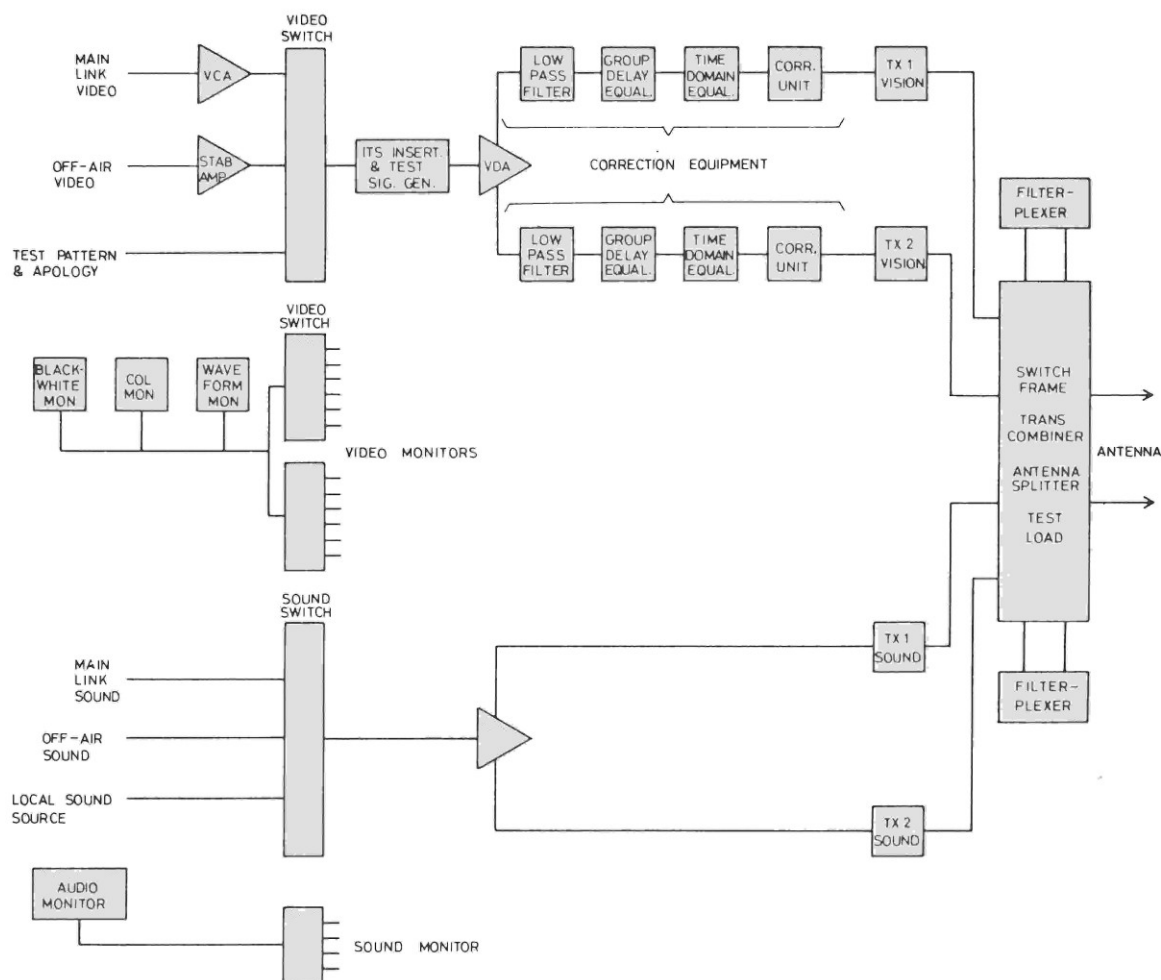 VIDEO
SWITCH
MAIN
LINK
VIDEO
VCA
OFF-AIR
VIDEO
STAB
AMP
TEST PATTERN
& APOLOGY
ITS INSERT.
& TEST
SIG. GEN.
VDA
LOW
PASS
FILTER
GROUP
DELAY
EQUAL.
TIME
DOMAIN
EQUAL.
CORR.
UNIT
TX 1
VISION
CORRECTION EQUIPMENT
LOW
PASS
FILTER
GROUP
DELAY
EQUAL.
TIME
DOMAIN
EQUAL.
CORR.
UNIT
TX 2
VISION
FILTER-
PLEXER
SWITCH
FRAME
TRANS
COMBINER
ANTENNA
SPLITTER
TEST
LOAD
ANTENNA
FILTER-
PLEXER
VIDEO
SWITCH
BLACK-
WHITE
MON
COL
MON
WAVE
FORM
MON
VIDEO MONITORS
SOUND
SWITCH
MAIN
LINK
SOUND
OFF-AIR
SOUND
LOCAL SOUND
SOURCE
TX 1
SOUND
TX 2
SOUND
AUDIO
MONITOR
SOUND MONITOR